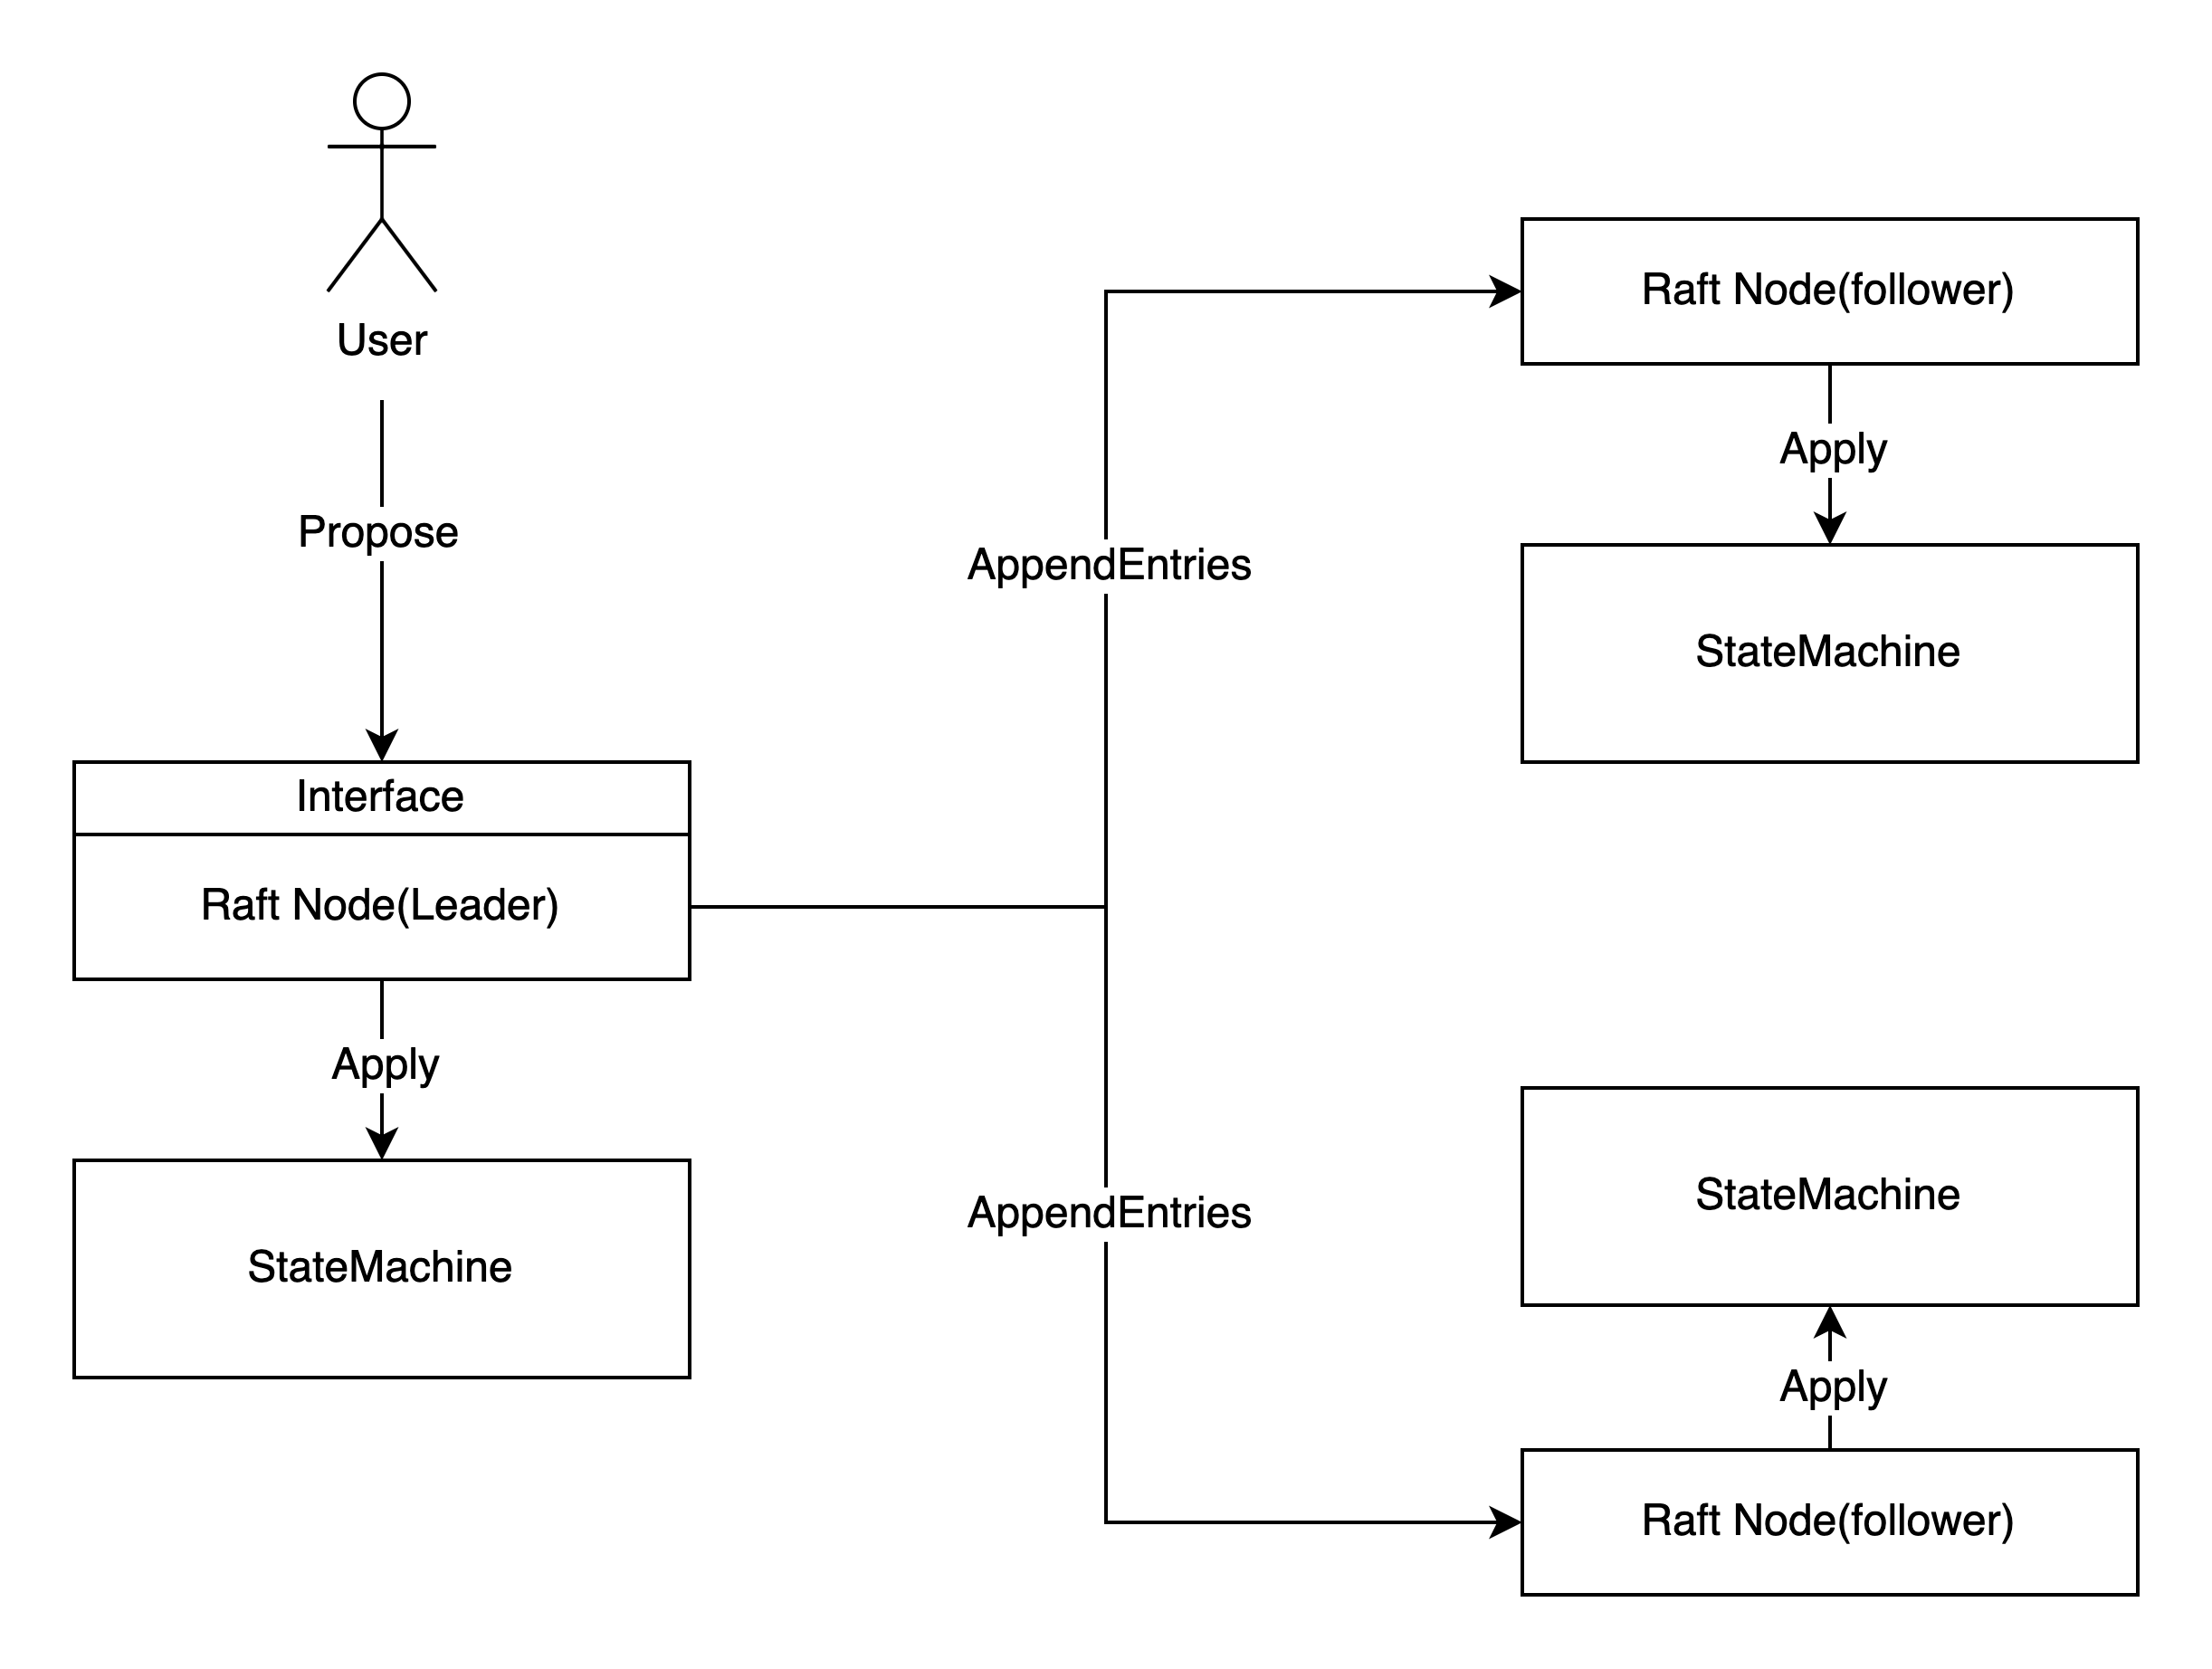 User
Propose
Interface
Raft Node(Leader)
Apply
StateMachine
AppendEntries
AppendEntries
Raft Node(follower)
Apply
StateMachine
StateMachine
Apply
Raft Node(follower)